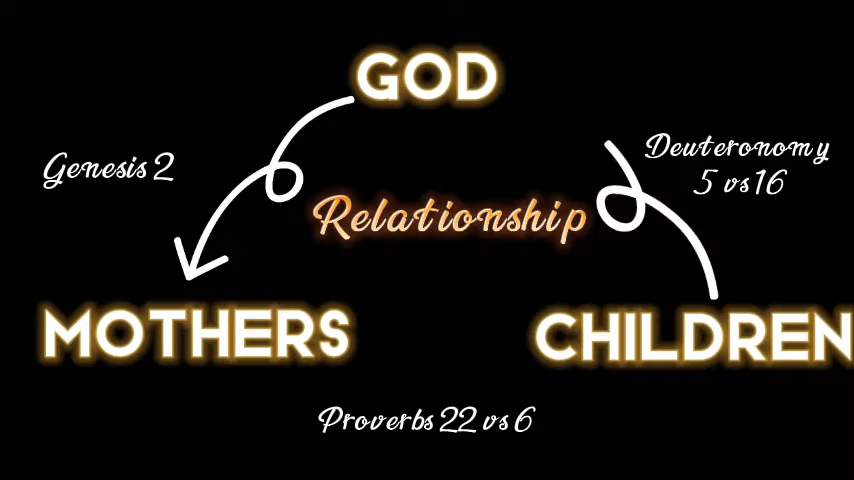 GOD
Genesis 2
Deuteronomy
5 vs 16
Relationship
MOTHERS
CHILDREN
Proverbs 22 vs 6